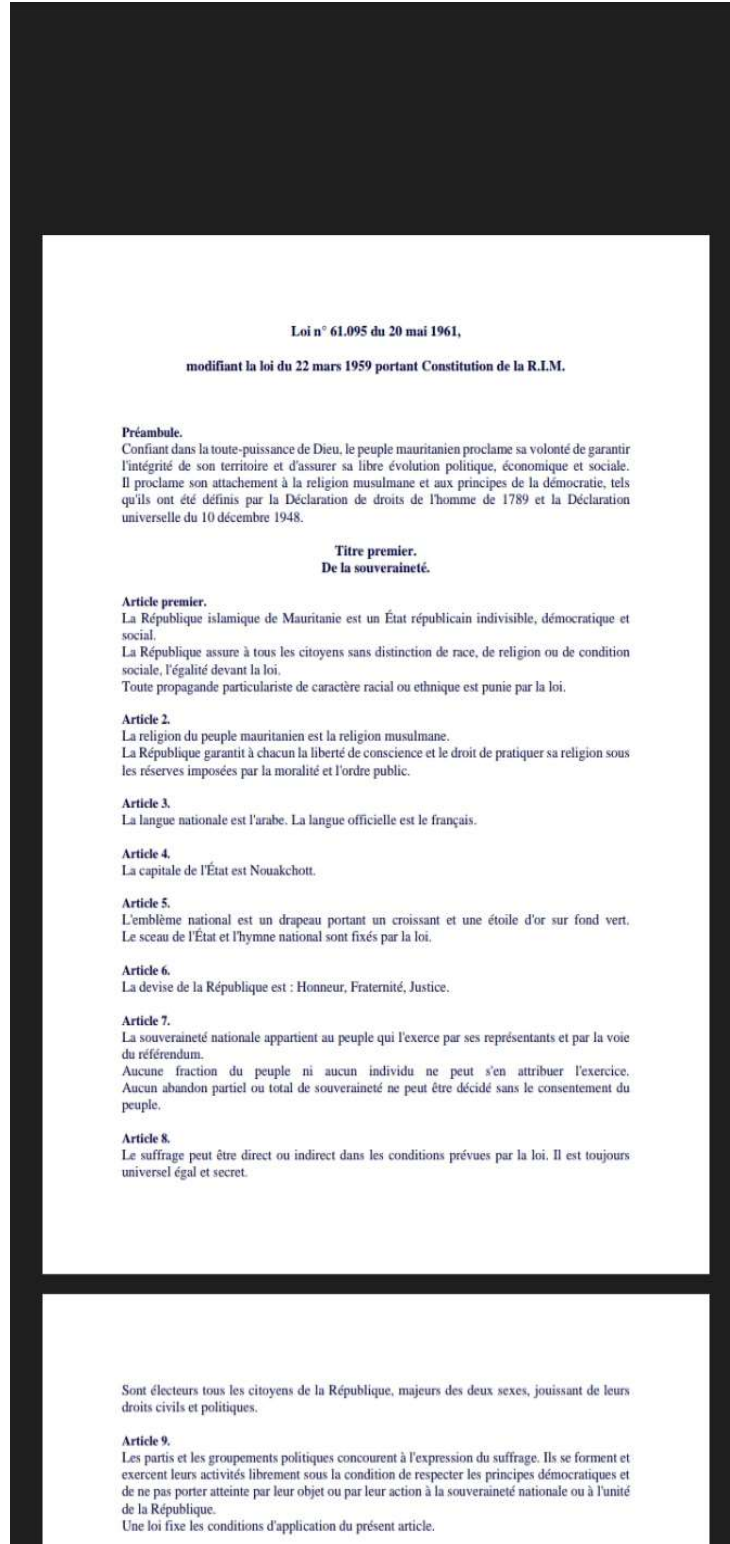 Loi n° 61.095 du 20 mai 1961,
modifiant la loi du 22 mars 1959 portant Constitution de la R.I.M.
Préambule.
Confiant dans la toute-puissance de Dieu, le peuple mauritanien proclame sa volonté de garantir
l'intégrité de son territoire et d'assurer sa libre évolution politique, économique et sociale.
Il proclame son attachement à la religion musulmane et aux principes de la démocratie, tels
qu'ils ont été définis par la Déclaration de droits de l'homme de 1789 et la Déclaration
universelle du 10 décembre 1948.
Titre premier.
De la souveraineté.
Article premier.
La République islamique de Mauritanie est un État républicain indivisible, démocratique et
social.
La République assure à tous les citoyens sans distinction de race, de religion ou de condition
sociale, l'égalité devant la loi.
Toute propagande particulariste de caractère racial ou ethnique est punie par la loi.
Article 2.
La religion du peuple mauritanien est la religion musulmane.
La République garantit à chacun la liberté de conscience et le droit de pratiquer sa religion sous
les réserves imposées par la moralité et l'ordre public.
Article 3.
La langue nationale est l'arabe. La langue officielle est le français.
Article 4.
La capitale de l'État est Nouakchott.
Article 5.
L'emblème national est un drapeau portant un croissant et une étoile d'or sur fond vert.
Le sceau de l'État et l'hymne national sont fixés par la loi.
Article 6.
La devise de la République est : Honneur, Fraternité, Justice.
Article 7.
La souveraineté nationale appartient au peuple qui l'exerce par ses représentants et par la voie
du référendum.
Aucune fraction du peuple ni aucun individu ne peut s'en attribuer l'exercice.
Aucun abandon partiel ou total de souveraineté ne peut être décidé sans le consentement du
peuple.
Article 8.
Le suffrage peut être direct ou indirect dans les conditions prévues par la loi. Il est toujours
universel égal et secret.
Sont électeurs tous les citoyens de la République, majeurs des deux sexes, jouissant de leurs
droits civils et politiques.
Article 9.
Les partis et les groupements politiques concourent à l'expression du suffrage. Ils se forment et
exercent leurs activités librement sous la condition de respecter les principes démocratiques et
de ne pas porter atteinte par leur objet ou par leur action à la souveraineté nationale ou à l'unité
de la République.
Une loi fixe les conditions d'application du présent article.